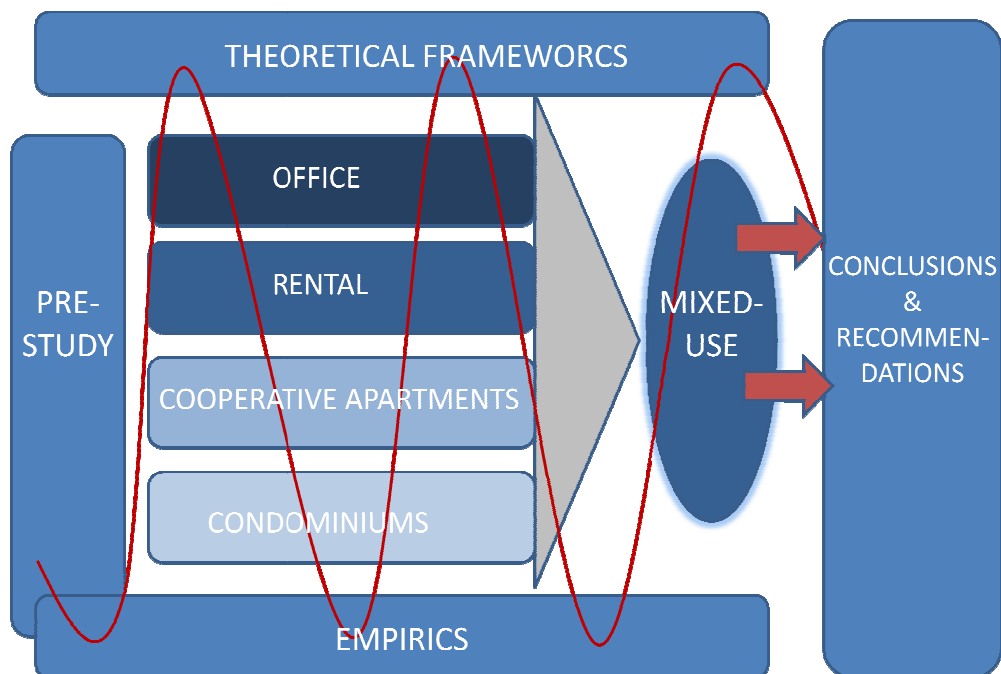 THEORETICAL FRAMEWORCS
PRE-
STUDY
OFFICE
RENTAL
COOPERATIVE APARTMENTS
CONDOMINIUMS
MIXED-
USE
CONCLUSIONS
&
RECOMMEN-
DATIONS
EMPIRICS